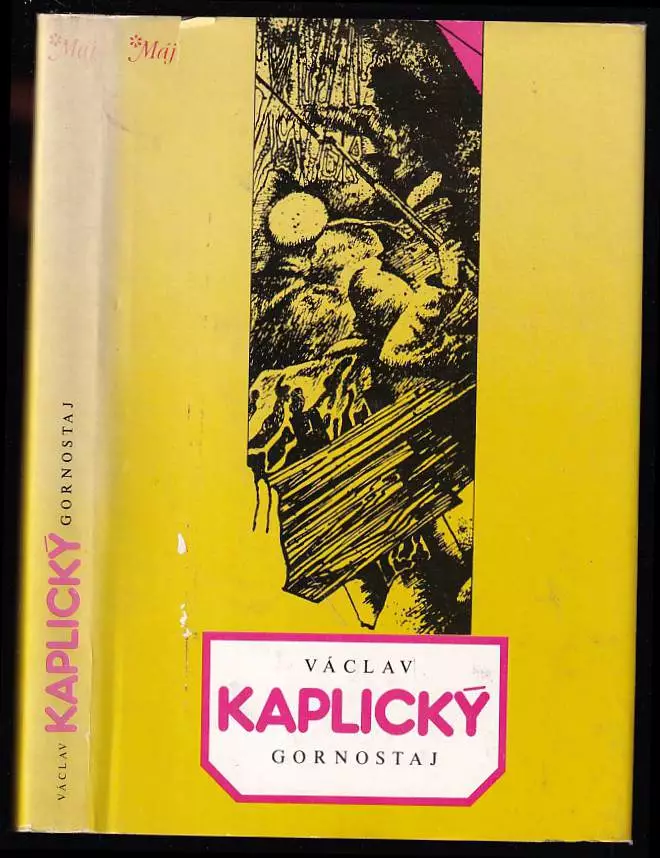 *Máj
VÁCLAV KAPLICKÝ GORNOSTAJ
*Máj
VÁCLAV
KAPLICKÝ
GORNOSTAJ